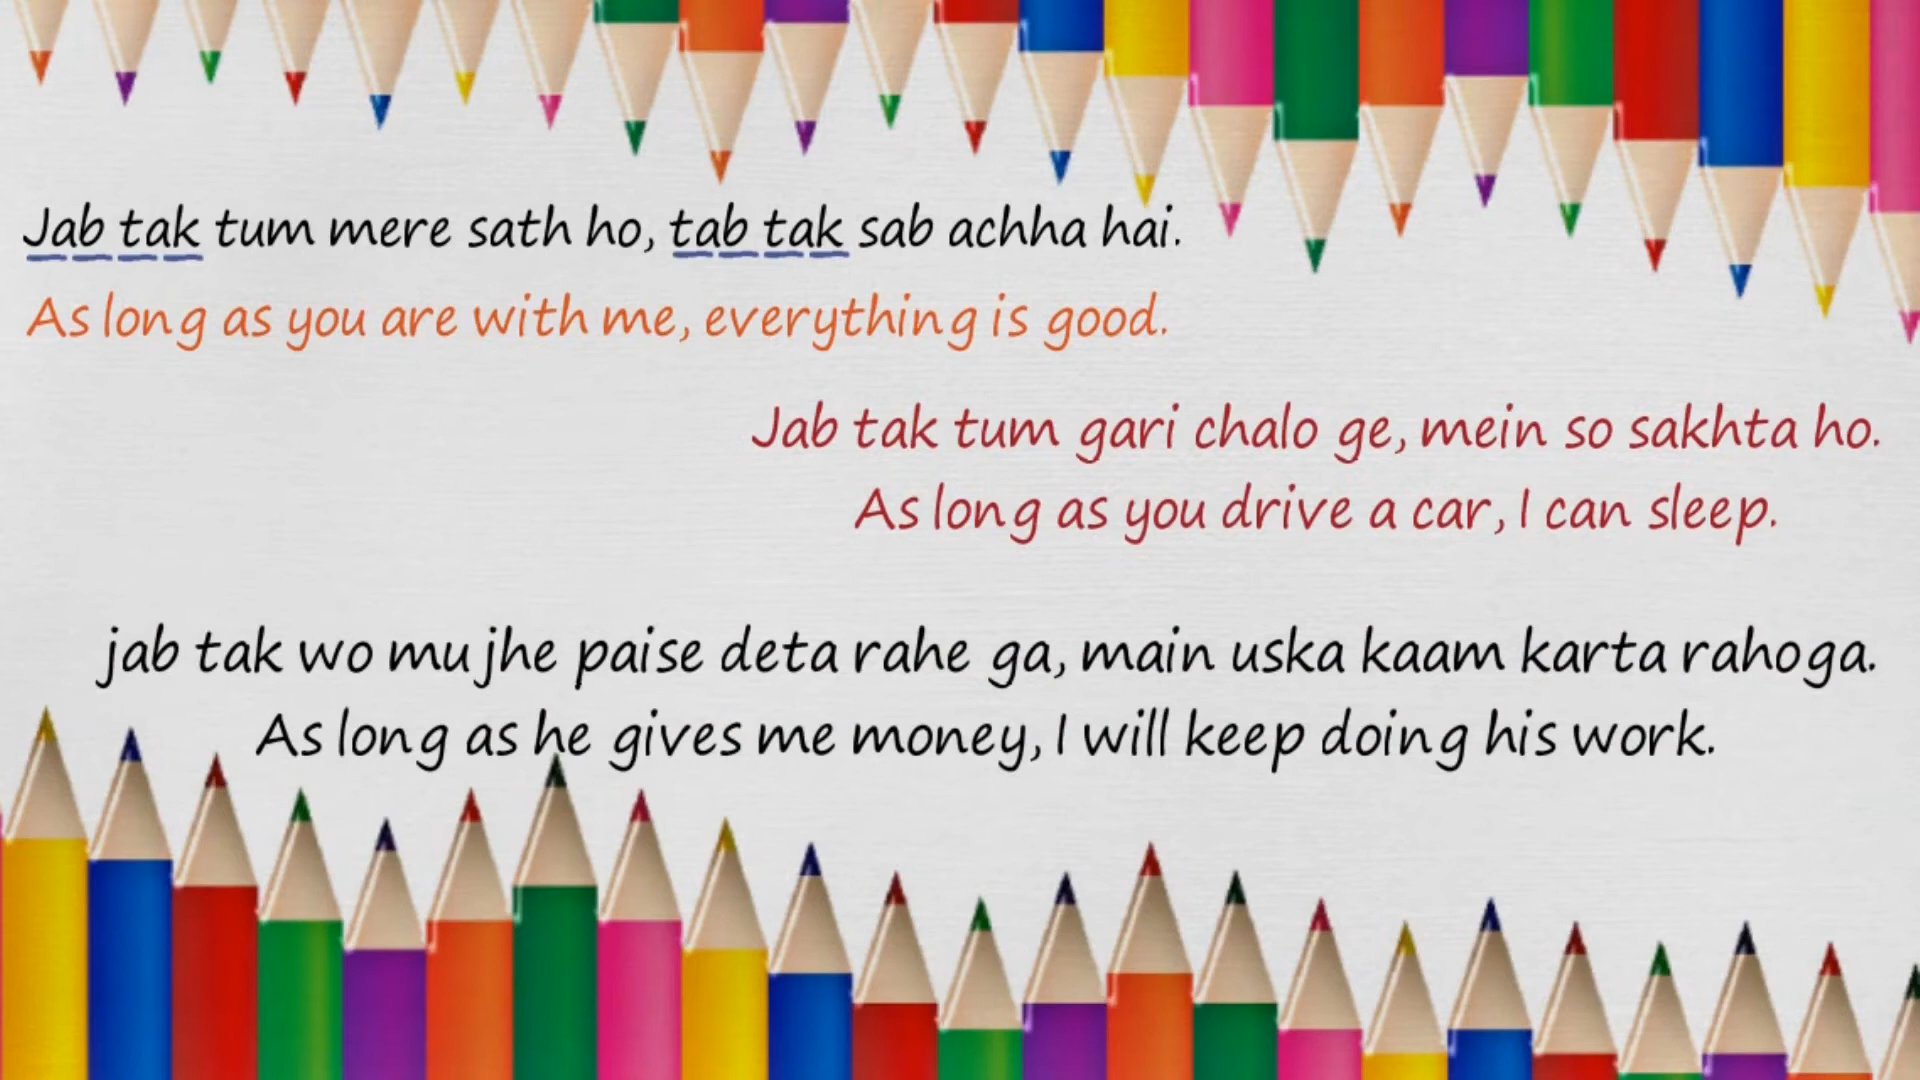 Jab tak tum mere sath ho, tab tak sab achha hai.
As long as you are with me, everything is good.
Jab tak tum gari chalo ge, mein so sakhta ho.
As long as you drive a car, I can sleep.
jab tak wo mujhe paise deta rahe ga, main uska kaam karta rahoga.
As long as he gives me money, I will keep doing his work.